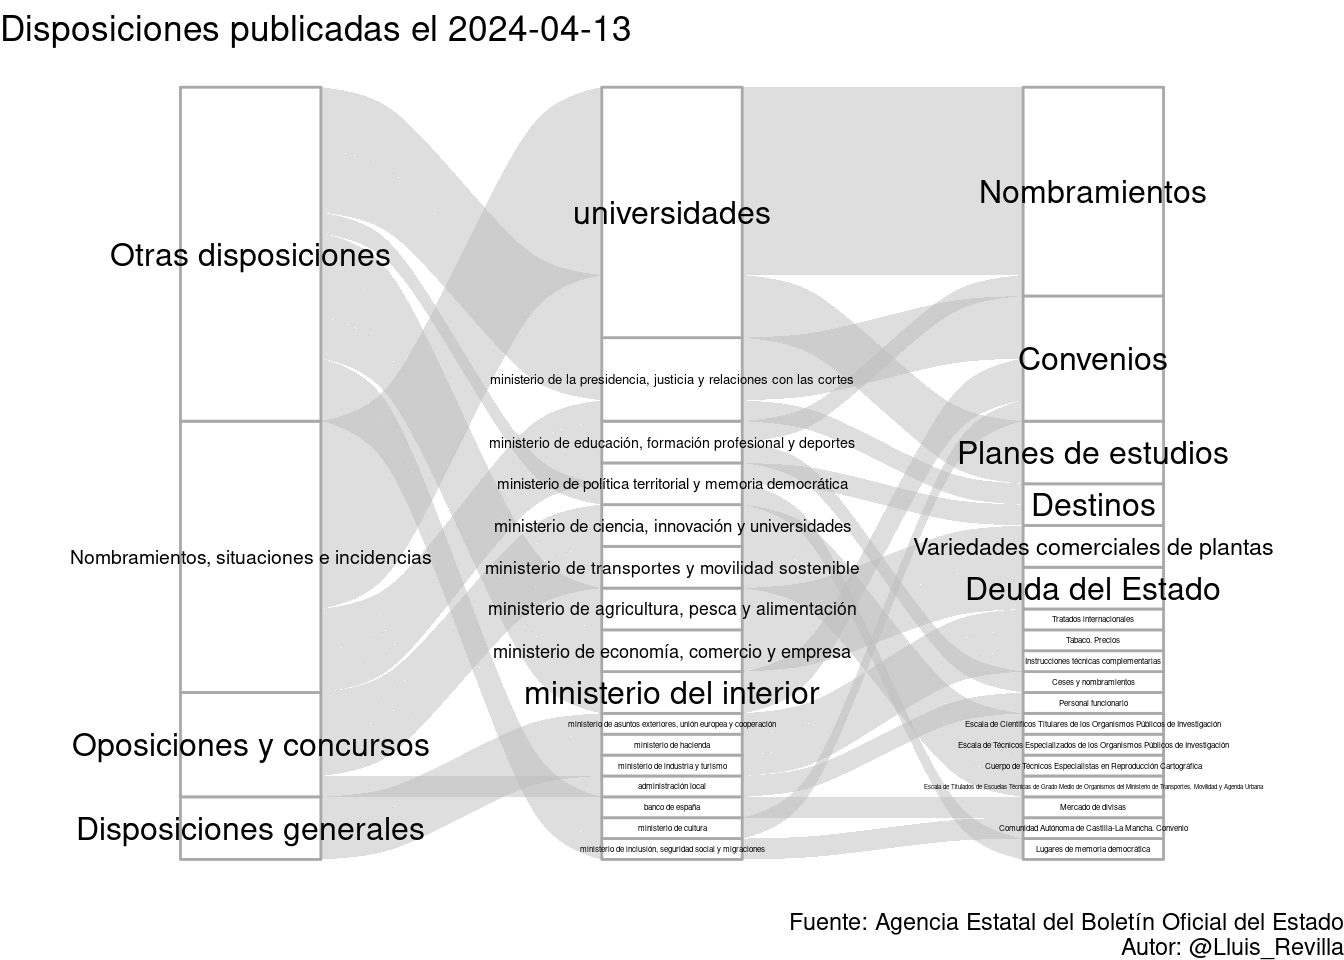 Disposiciones publicadas el 2024-04-13
Otras disposiciones
Nombramientos, situaciones e incidencias
Oposiciones y concursos
Disposiciones generales
universidades
ministerio de la presidencia, justicia y relaciones con las cortes
ministerio de educación, formación profesional y deportes
ministerio de política territorial y memoria democrática
ministerio de ciencia, innovación y universidades
ministerio de transportes y movilidad sostenible
ministerio de agricultura, pesca y alimentación
ministerio de economía, comercio y empresa
ministerio del interior
ministerio de asuntos exteriores, unión europea y cooperación
ministerio de hacienda
ministerio de industria y turismo
administración local
banco de españa
ministerio de cultura
ministerio de inclusión, seguridad social y migraciones
Nombramientos
Convenios
Planes de estudios
Destinos
Variedades comerciales de plantas
Deuda del Estado
Tratados internacionales
Tabaco. Precios
Instrucciones técnicas complementarias
Ceses y nombramientos
Personal funcionario
Escala de Científicos Titulares de los Organismos Públicos de Investigación
Escala de Técnicos Especializados de los Organismos Públicos de Investigación
Cuerpo de Técnicos Especialistas en Reproducción Cartográfica
Escala de Titulados de Escuelas Técnicas de Grado Medio de Organismos del Ministerio de Transportes, Movilidad y Agenda Urbana
Mercado de divisas
Comunidad Autónoma de Castilla-La Mancha. Convenio
Lugares de memoria democrática
Fuente: Agencia Estatal del Boletín Oficial del Estado
Autor: @Lluis_Revilla